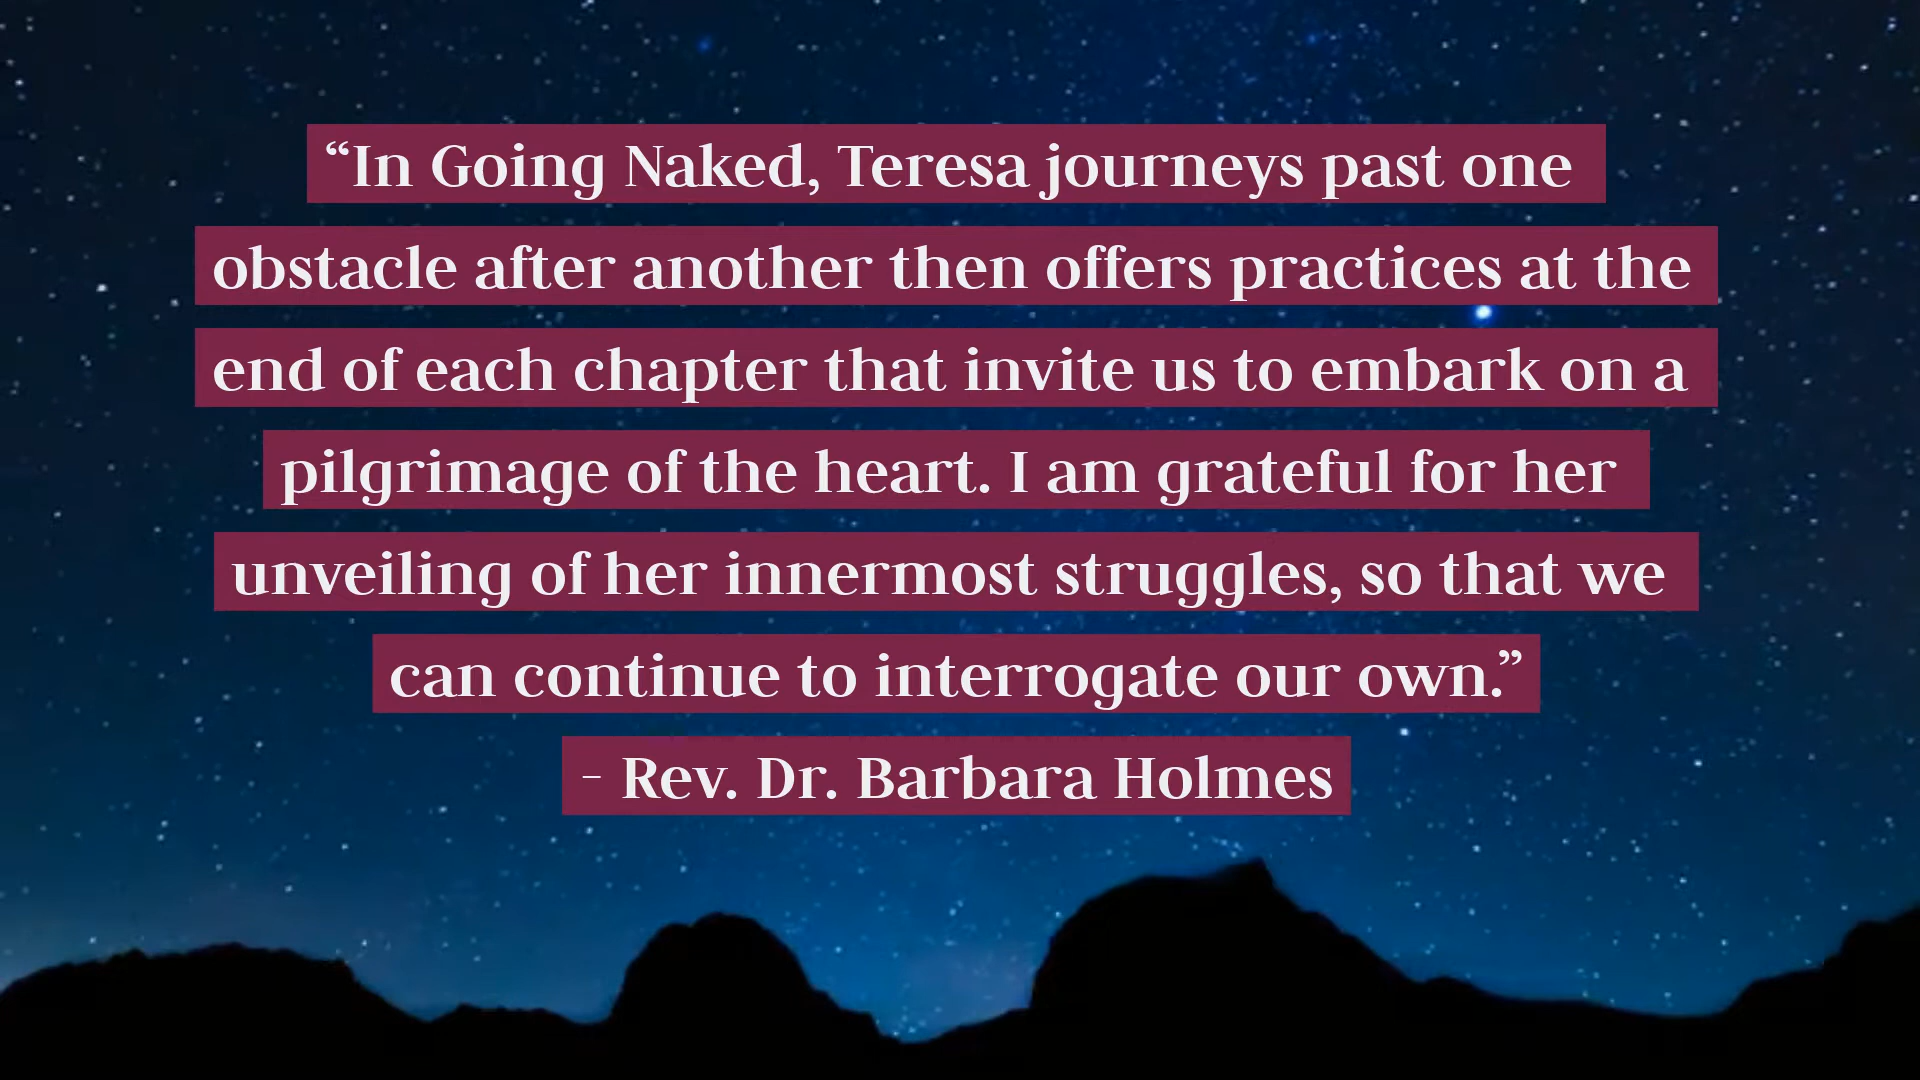 “In Going Naked, Teresa journeys past one
obstacle after another then offers practices at the
end of each chapter that invite us to embark on a
pilgrimage of the heart. I am grateful for her
unveiling of her innermost struggles, so that we
can continue to interrogate our own.”
- Rev. Dr. Barbara Holmes